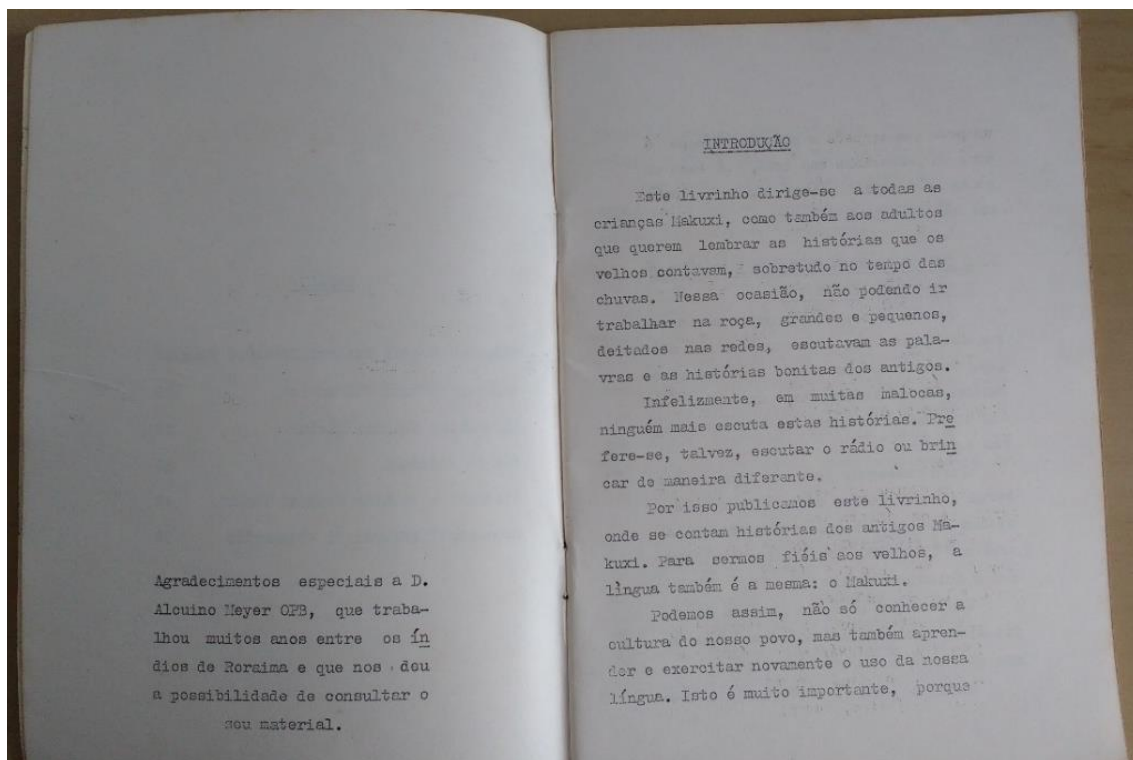 Agradecimentos especiais a D.
Alcuino Meyer OPB, que traba-
lhou muitos anos entre os ín
dios de Roraima e que nos deu
a possibilidade de consultar o
seu material.
INTRODUÇÃO
Este livrinho dirige-se a todas as
crianças Makuxi, como também aos adultos
que querem lembrar as histórias que os
velhos contavam, sobretudo no tempo das
chuvas. Nessa ocasião, não podendo ir
trabalhar na roça, grandes e pequenos,
deitados nas redes, escutavam as pala-
vras e as histórias bonitas dos antigos.
Infelizmente, em muitas malocas,
ninguém mais escuta estas histórias. Pre
fere-se, talvez, escutar o rádio ou brin
car de maneira diferente.
Por isso publicamos este livrinho,
onde se contam histórias dos antigos Ma-
kuxi. Para sermos fiéis aos velhos, a
língua também é a mesma: o Makuxi.
Podemos assim, não só conhecer a
cultura do nosso povo, mas também apren-
der e exercitar novamente o uso da nossa
língua. Isto é muito importante, porque